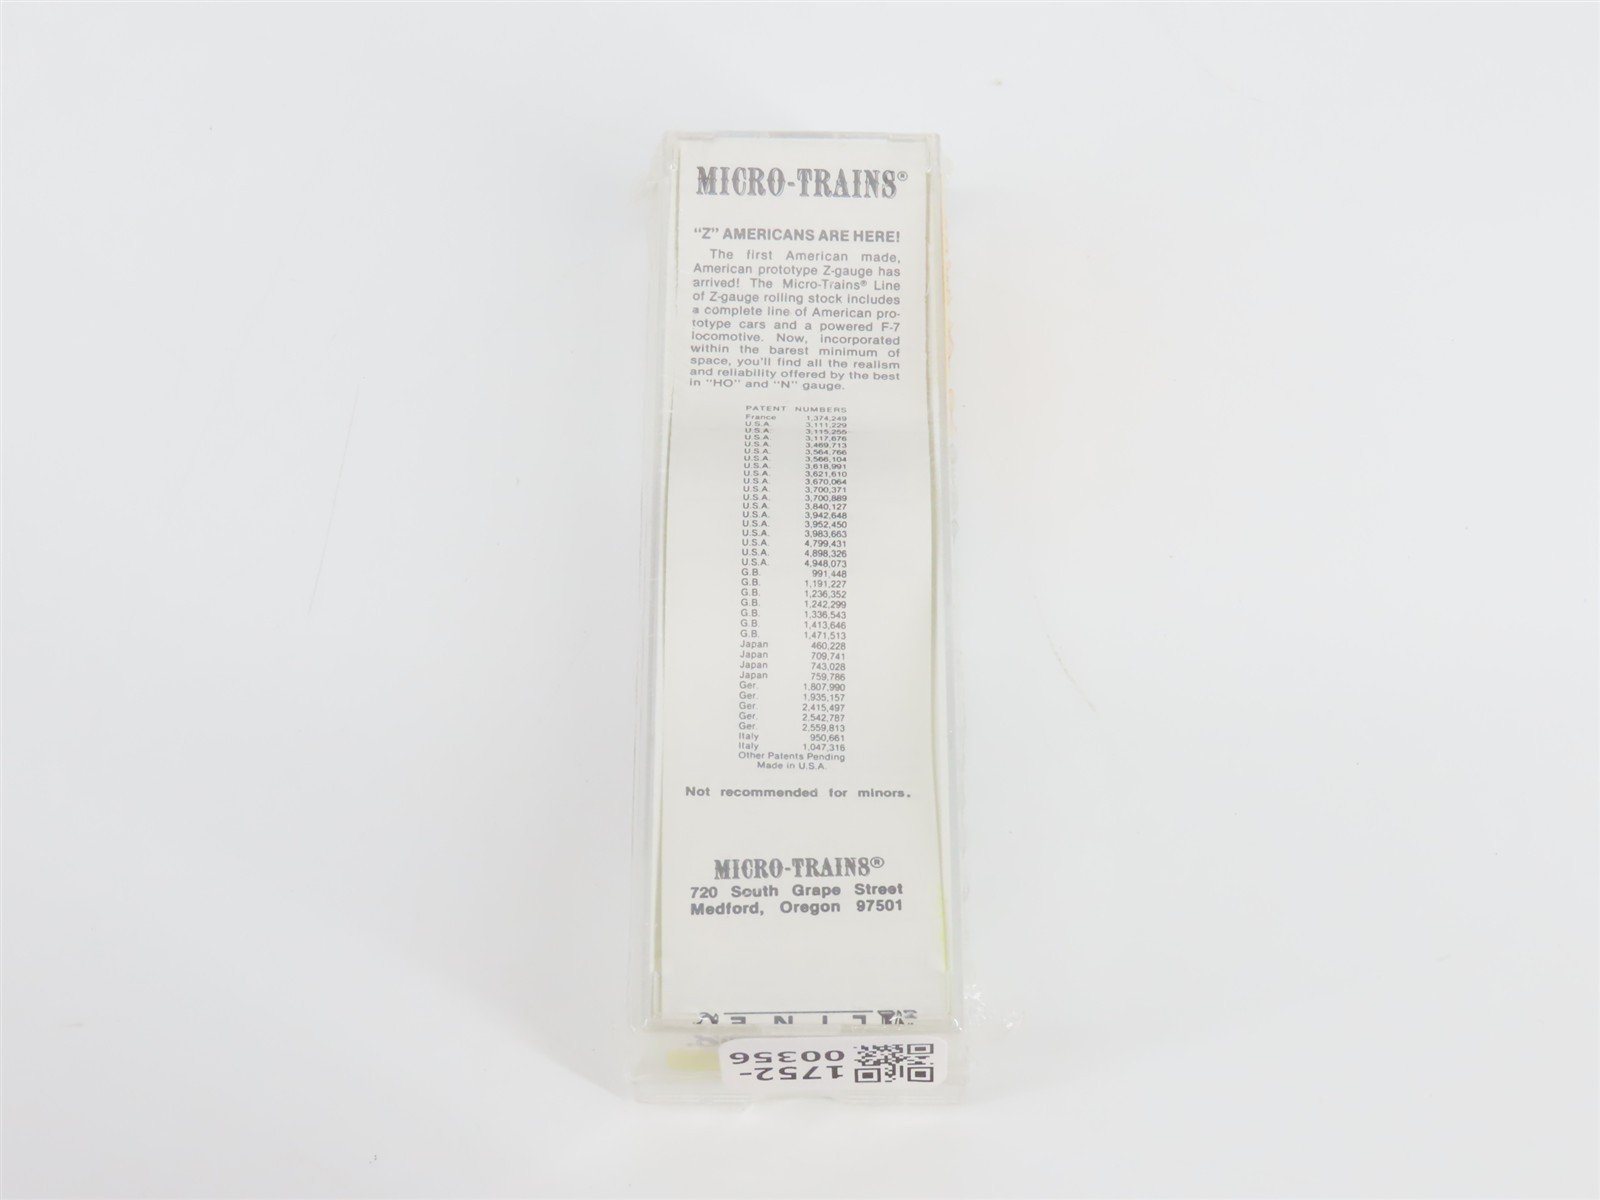 MICRO-TRAINS®
"Z" AMERICANS ARE HERE!
The first American made,
American prototype Z-gauge has
arrived! The Micro-Trains® Line
of Z-gauge rolling stock includes
a complete line of American pro-
totype cars and a powered F-7
locomotive. Now, incorporated
within the barest minimum of
space, you'll find all the realism
and reliability offered by the best
in "HO" and "N" gauge.
PATENT NUMBERS
France 1,374,249
U.S.A. 3,111,229
U.S.A. 3,115,255
U.S.A. 3,117,676
U.S.A. 3,469,713
U.S.A. 3,564,766
U.S.A. 3,566,104
U.S.A. 3,618,991
U.S.A. 3,621,610
U.S.A. 3,670,064
U.S.A. 3,700,371
U.S.A. 3,700,889
U.S.A. 3,840,127
U.S.A. 3,942,648
U.S.A. 3,952,450
U.S.A. 3,983,663
U.S.A. 4,799,431
U.S.A. 4,898,326
U.S.A. 4,948,073
G.B. 991,448
G.B. 1,191,227
G.B. 1,236,352
G.B. 1,242,299
G.B. 1,336,543
G.B. 1,413,646
G.B. 1,471,513
Japan 460,228
Japan 709,741
Japan 743,028
Japan 759,786
Ger. 1,807,990
Ger. 1,935,157
Ger. 2,415,497
Ger. 2,542,787
Ger. 2,559,813
Italy 950,661
Italy 1,047,316
Other Patents Pending
Made in U.S.A.
Not recommended for minors.
MICRO-TRAINS®
720 South Grape Street
Medford, Oregon 97501
LINE
1752-
00356